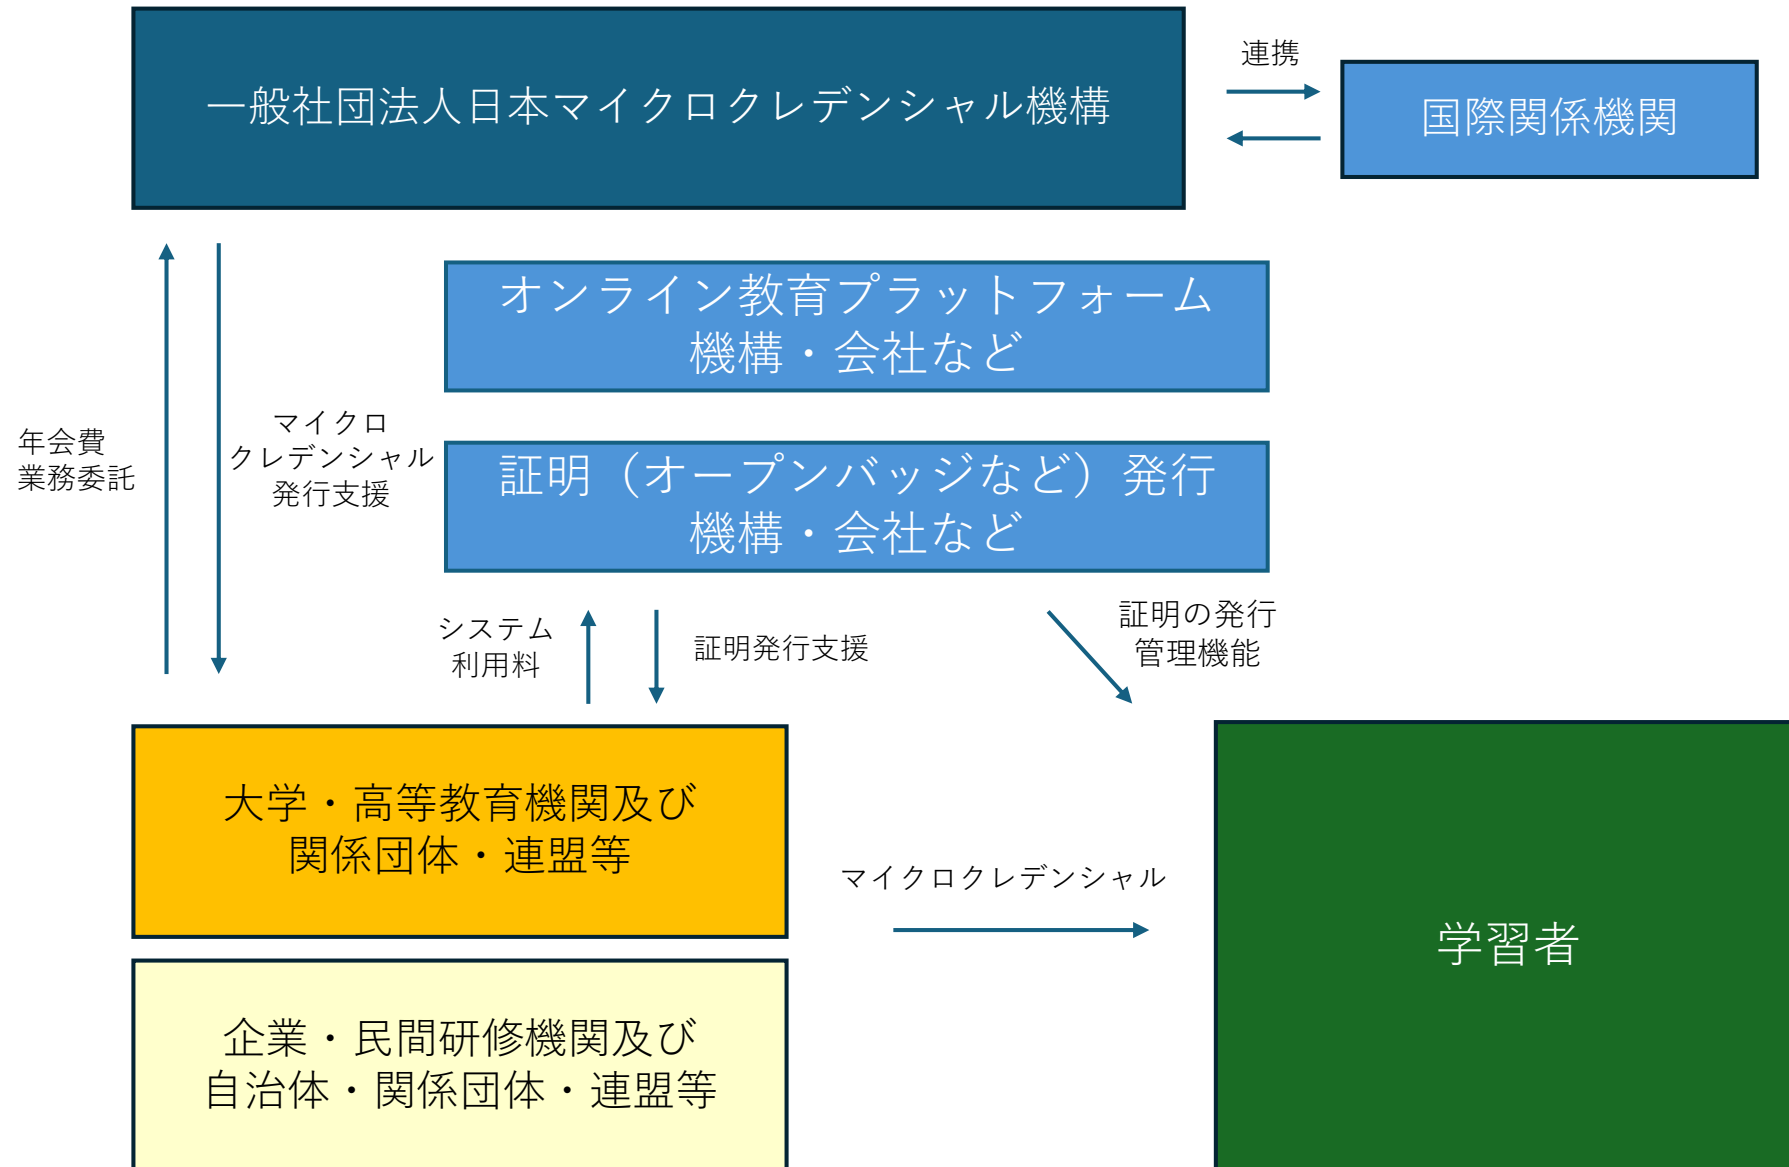 一般社団法人日本マイクロクレデンシャル機構
連携
国際関係機関
オンライン教育プラットフォーム
機構・会社など
年会費
業務委託
マイクロ
クレデンシャル
発行支援
証明（オープンバッジなど）発行
機構・会社など
システム
利用料
証明発行支援
証明の発行
管理機能
大学・高等教育機関及び
関係団体・連盟等
マイクロクレデンシャル
学習者
企業・民間研修機関及び
自治体・関係団体・連盟等